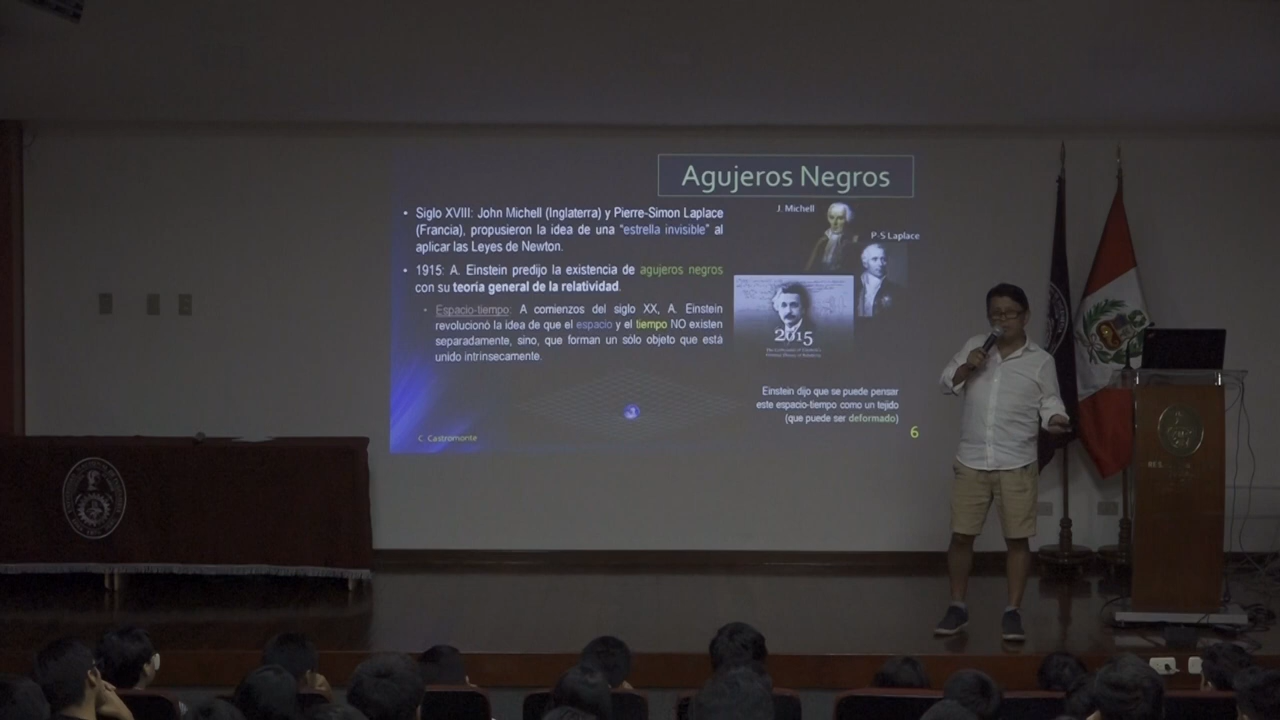 Agujeros Negros
• Siglo XVIII: John Michell (Inglaterra) y Pierre-Simon Laplace
(Francia), propusieron la idea de una "estrella invisible" al
aplicar las Leyes de Newton.
• 1915: A. Einstein predijo la existencia de agujeros negros
con su teoría general de la relatividad.
• Espacio-tiempo: A comienzos del siglo XX, A. Einstein
revolucionó la idea de que el espacio y el tiempo NO existen
separadamente, sino, que forman un sólo objeto que está
unido intrínsecamente.
J. Michell
P-S Laplace
2015
Einstein dijo que se puede pensar
este espacio-tiempo como un tejido
(que puede ser deformado)
C. Castromonte
6